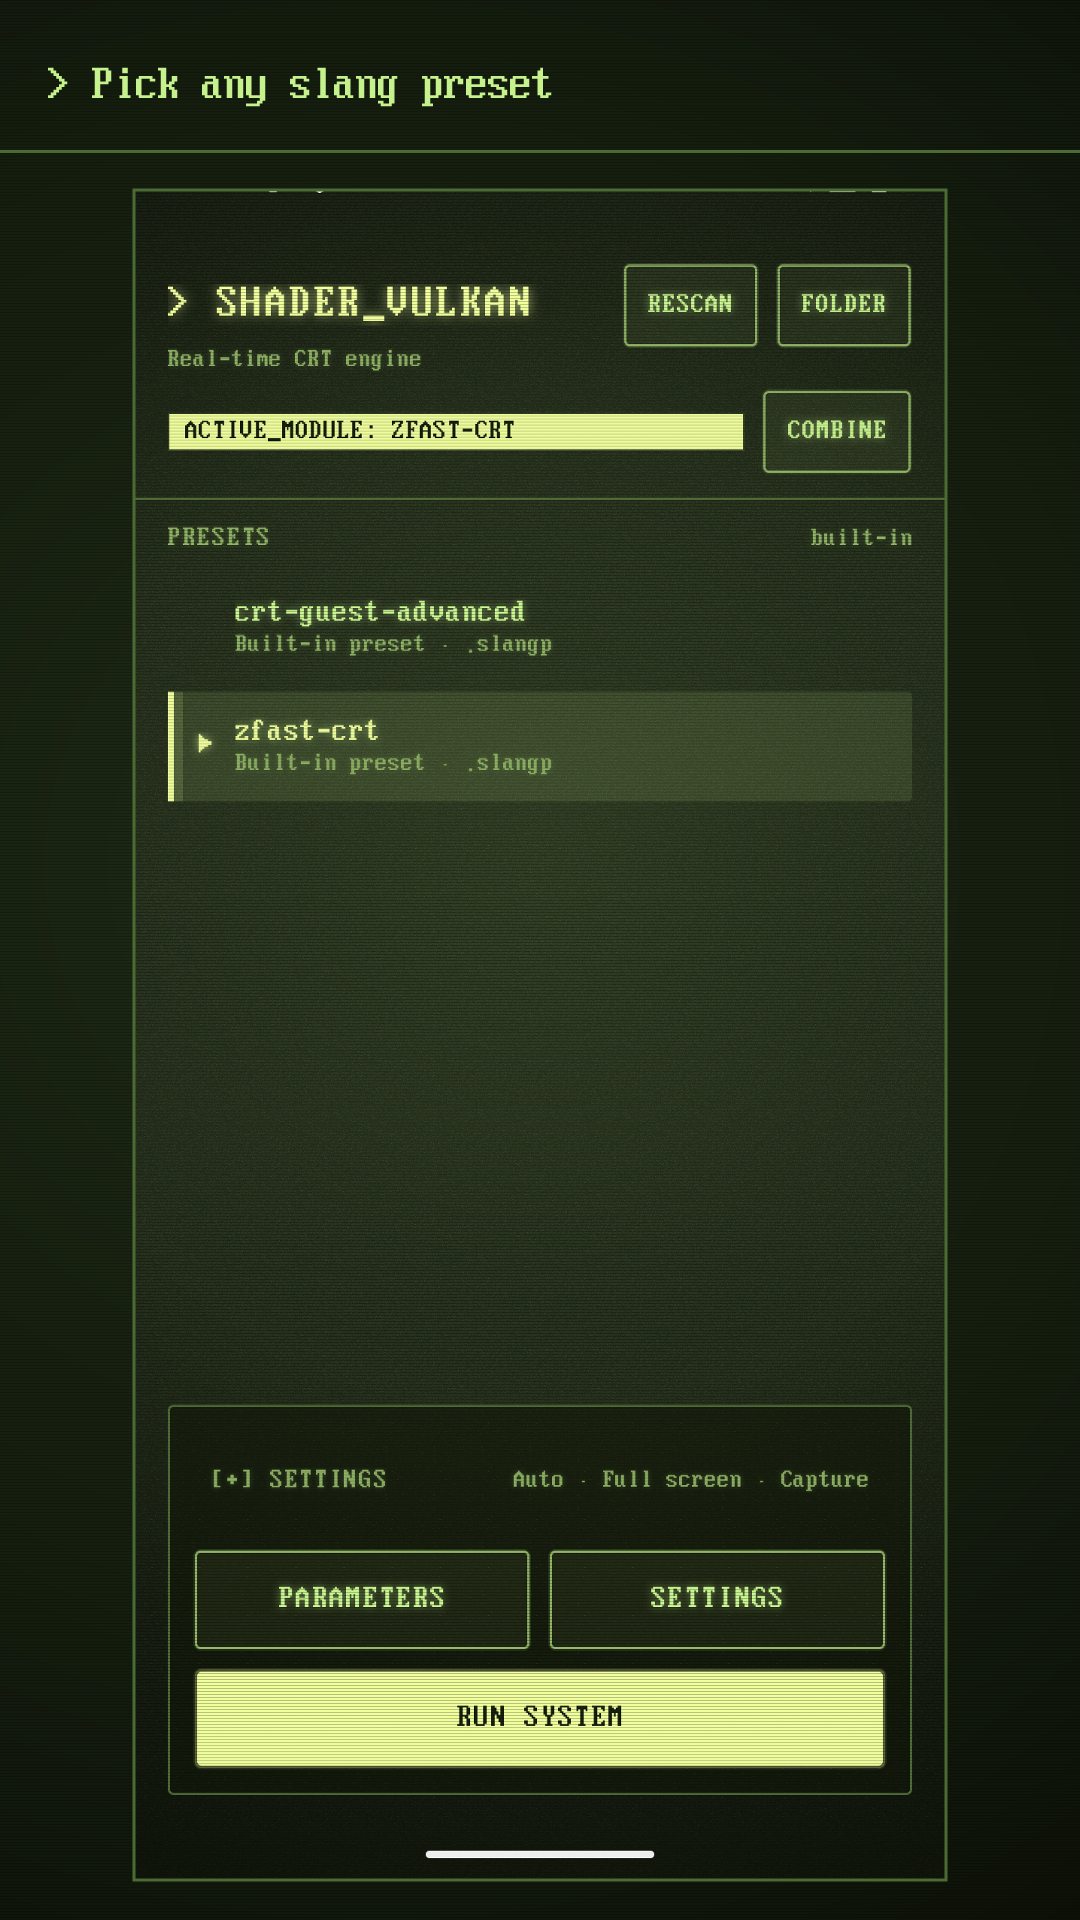 > Pick any slang preset
> SHADER_VULKAN
RESCAN
FOLDER
Real-time CRT engine
ACTIVE_MODULE: ZFAST-CRT
COMBINE
PRESETS
built-in
crt-guest-advanced
Built-in preset · .slangp
zfast-crt
Built-in preset · .slangp
[+] SETTINGS
Auto · Full screen · Capture
PARAMETERS
SETTINGS
RUN SYSTEM